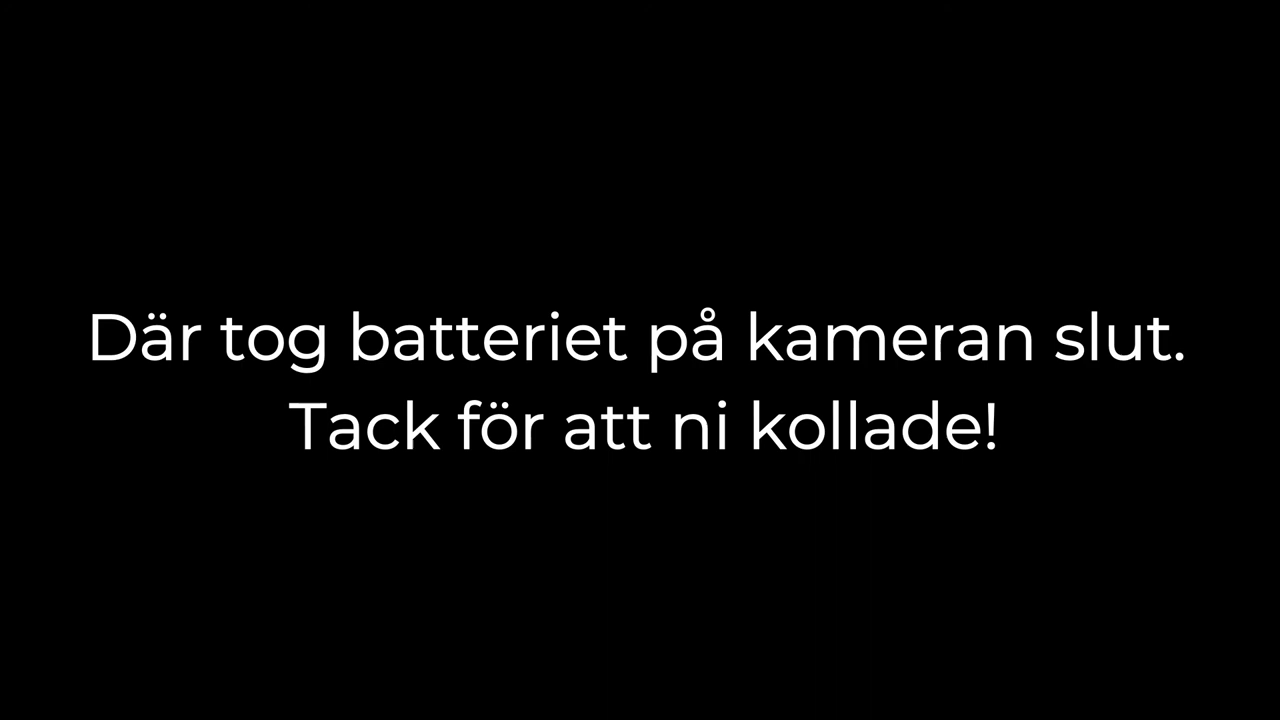 Där tog batteriet på kameran slut.
Tack för att ni kollade!